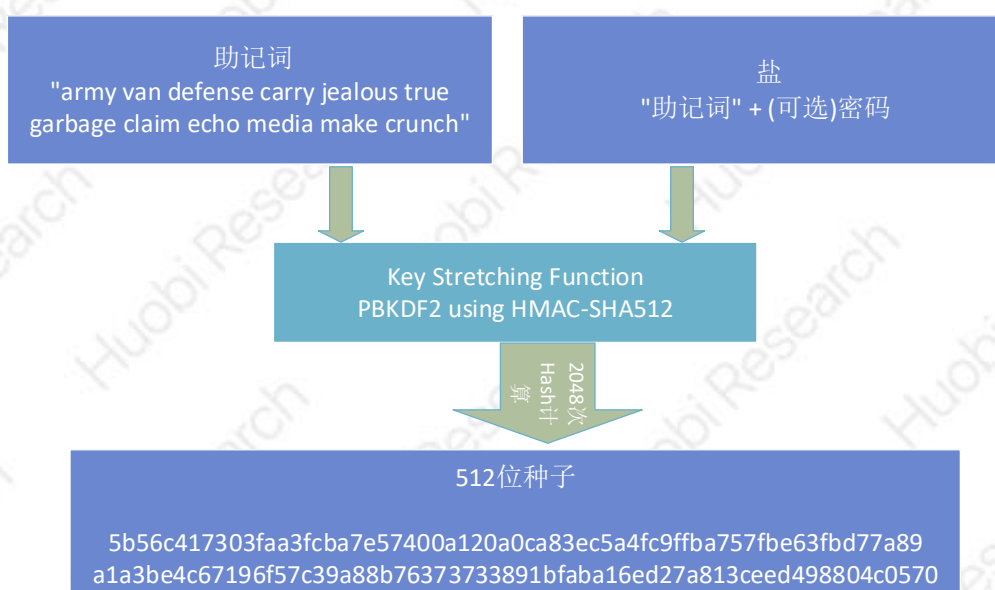 助记词
"army van defense carry jealous true
garbage claim echo media make crunch"
盐
"助记词" + (可选)密码
Key Stretching Function
PBKDF2 using HMAC-SHA512
2048次
Hash计
算
512位种子
5b56c417303faa3fcba7e57400a120a0ca83ec5a4fc9ffba757fbe63fbd77a89
a1a3be4c67196f57c39a88b76373733891bfaba16ed27a813ceed498804c0570
Huobi Research